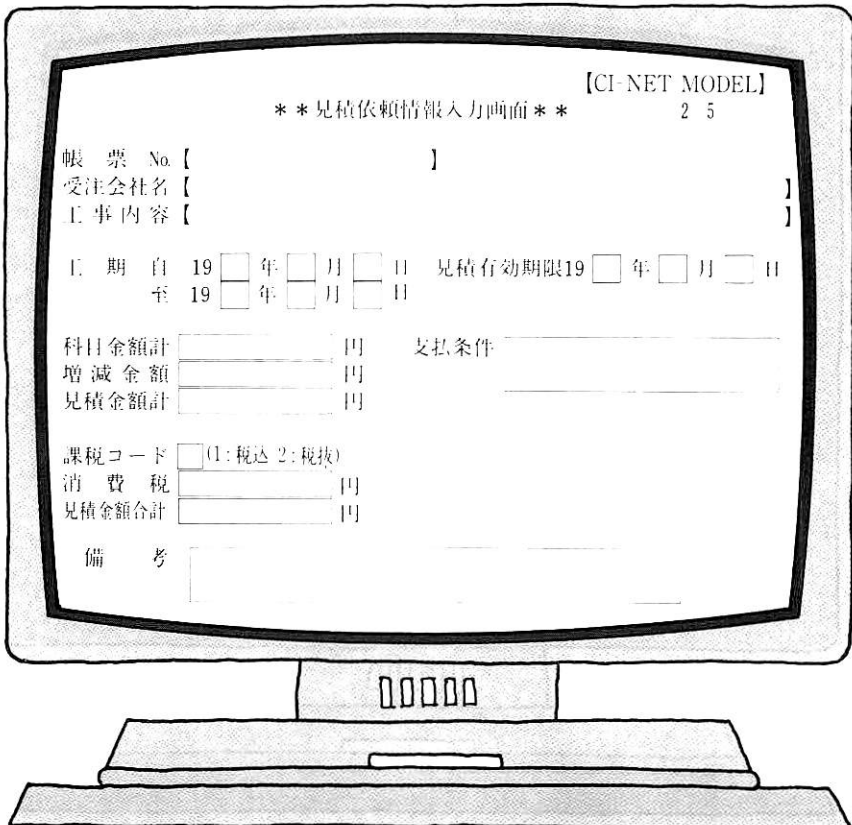 【CI-NET MODEL】
＊＊見積依頼情報入力画面＊＊ 2 5
帳 票 No.【 】
受注会社名【 】
工事内容【 】
工 期 自 19 年 月 日 見積有効期限19 年 月 日
至 19 年 月 日
科目金額計 円 支払条件
増減金額 円
見積金額計 円
課税コード (1:税込 2:税抜)
消 費 税 円
見積金額合計 円
備 考